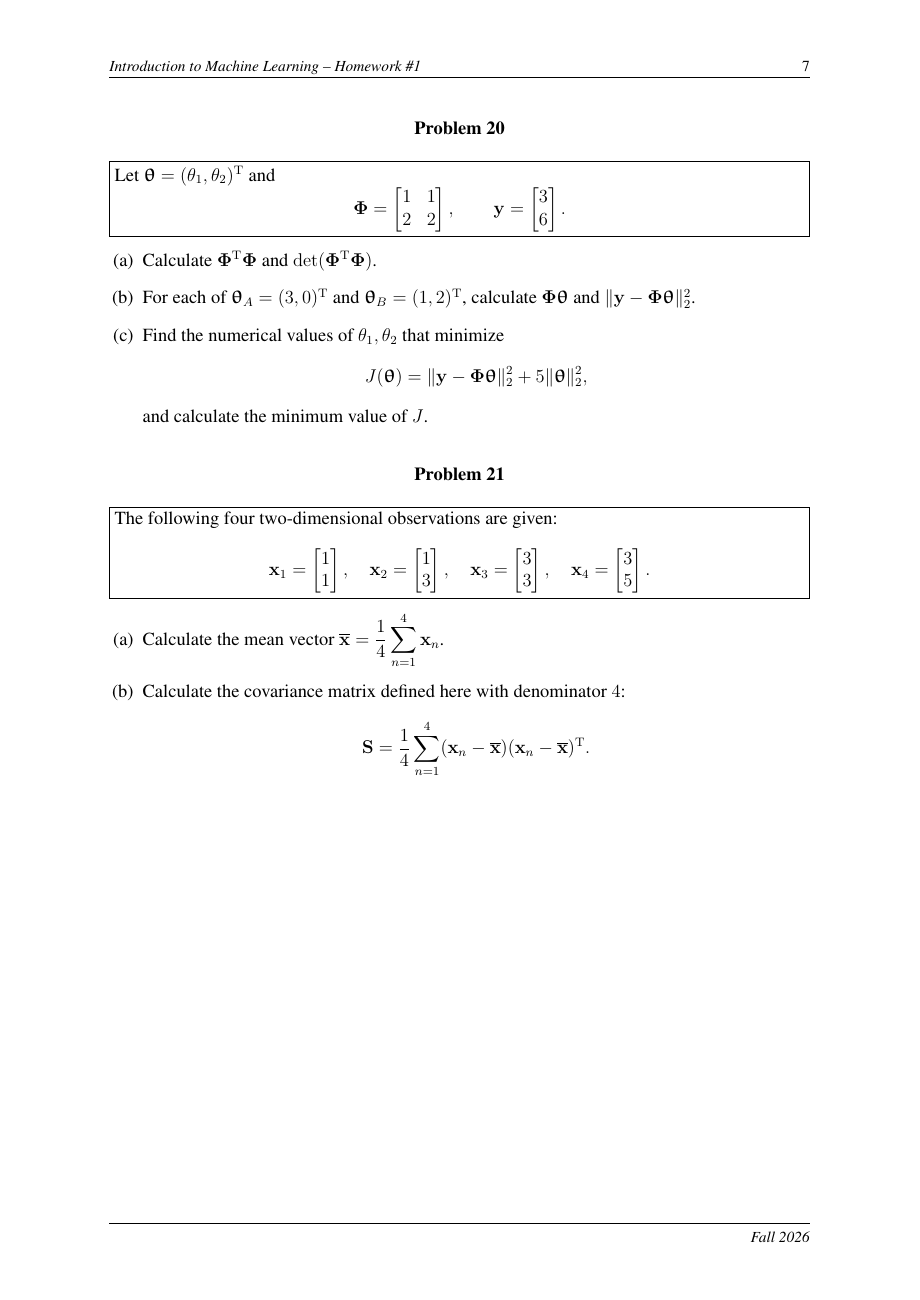 Introduction to Machine Learning – Homework #1 7
Problem 20
Let θ = (θ₁, θ₂)ᵀ and
Φ = [1 1; 2 2], y = [3; 6].
(a) Calculate ΦᵀΦ and det(ΦᵀΦ).
(b) For each of θ_A = (3, 0)ᵀ and θ_B = (1, 2)ᵀ, calculate Φθ and ‖y − Φθ‖₂².
(c) Find the numerical values of θ₁, θ₂ that minimize
J(θ) = ‖y − Φθ‖₂² + 5‖θ‖₂²,
and calculate the minimum value of J.
Problem 21
The following four two-dimensional observations are given:
x₁ = [1; 1], x₂ = [1; 3], x₃ = [3; 3], x₄ = [3; 5].
(a) Calculate the mean vector x̅ = 1/4 ∑_{n=1}^{4} xₙ.
(b) Calculate the covariance matrix defined here with denominator 4:
S = 1/4 ∑_{n=1}^{4} (xₙ − x̅)(xₙ − x̅)ᵀ.
Fall 2026